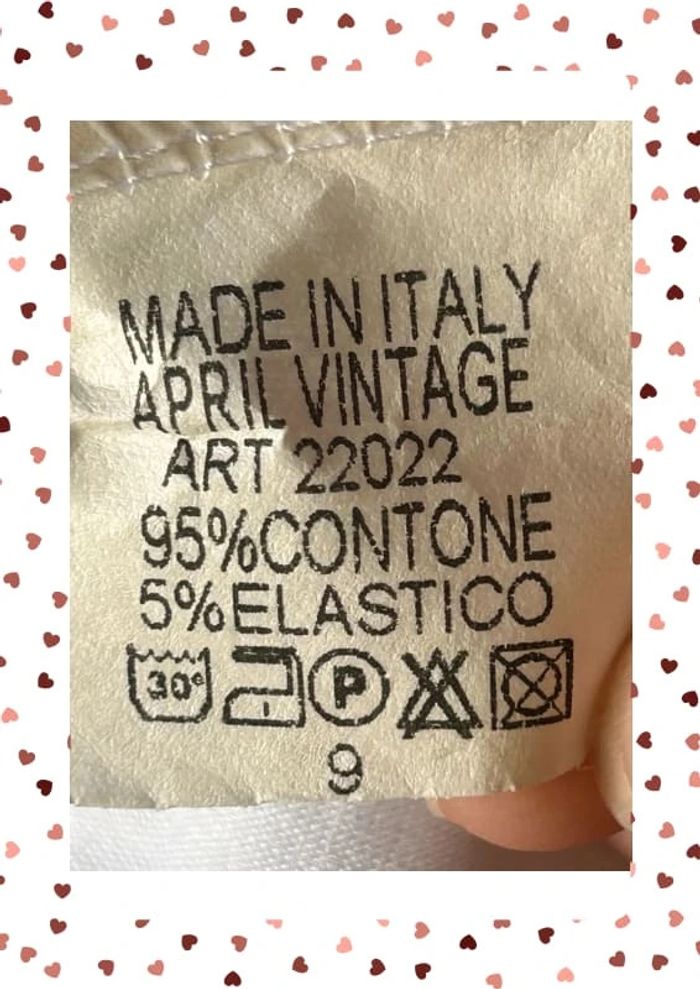 MADE IN ITALY
APRIL VINTAGE
ART 22022
95%CONTONE
5%ELASTICO
30° P
9